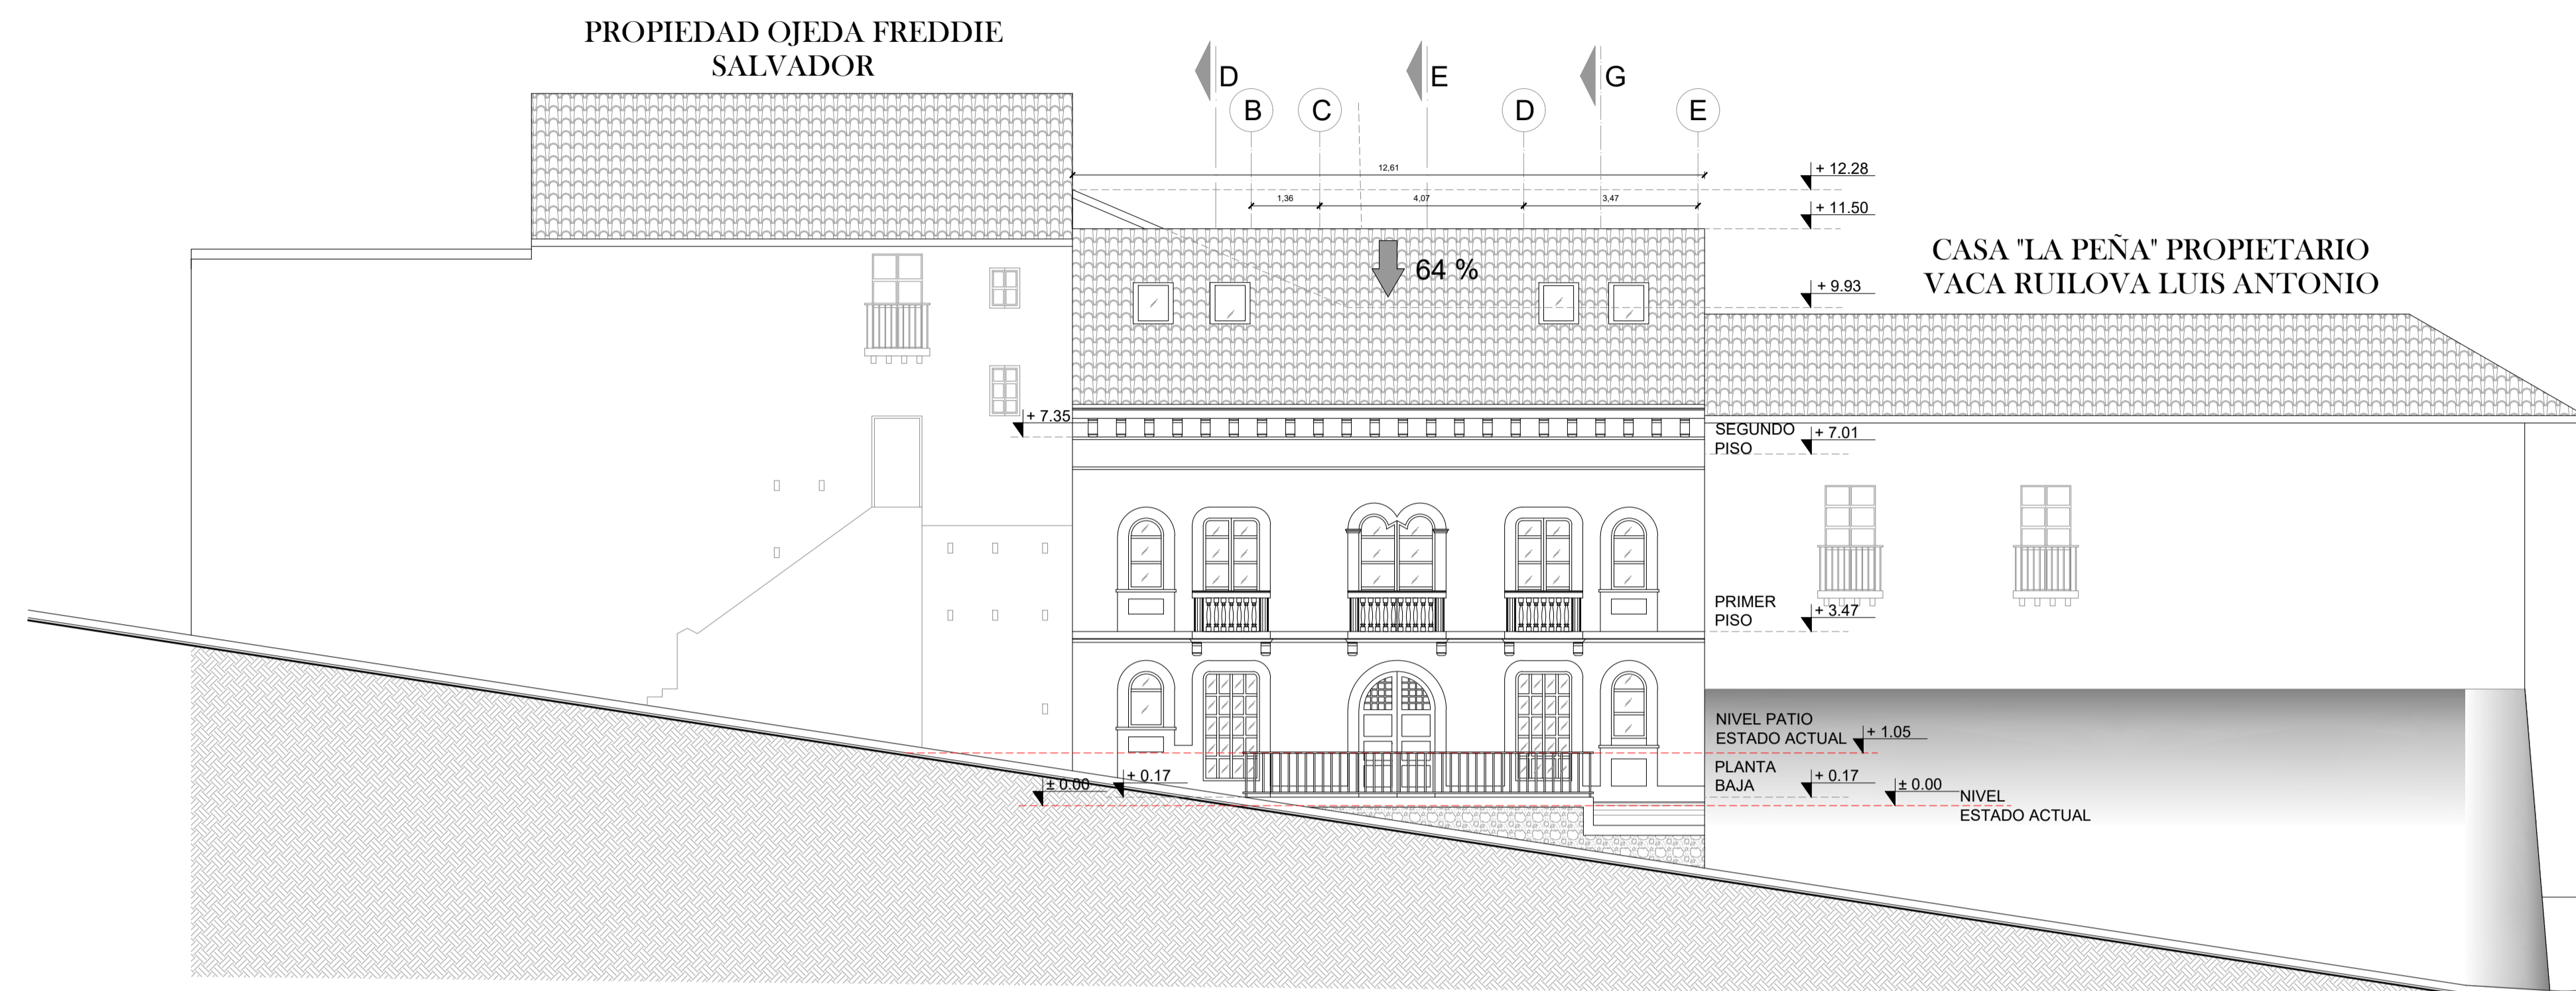 PROPIEDAD OJEDA FREDDIE
SALVADOR
D
E
G
B
C
D
E
12,61
1,36
4,07
3,47
+ 12.28
+ 11.50
64 %
+ 9.93
CASA "LA PEÑA" PROPIETARIO
VACA RUILOVA LUIS ANTONIO
+ 7.35
SEGUNDO
PISO
+ 7.01
PRIMER
PISO
+ 3.47
NIVEL PATIO
ESTADO ACTUAL
+ 1.05
PLANTA
BAJA
+ 0.17
± 0.00
NIVEL
ESTADO ACTUAL
± 0.00
+ 0.17